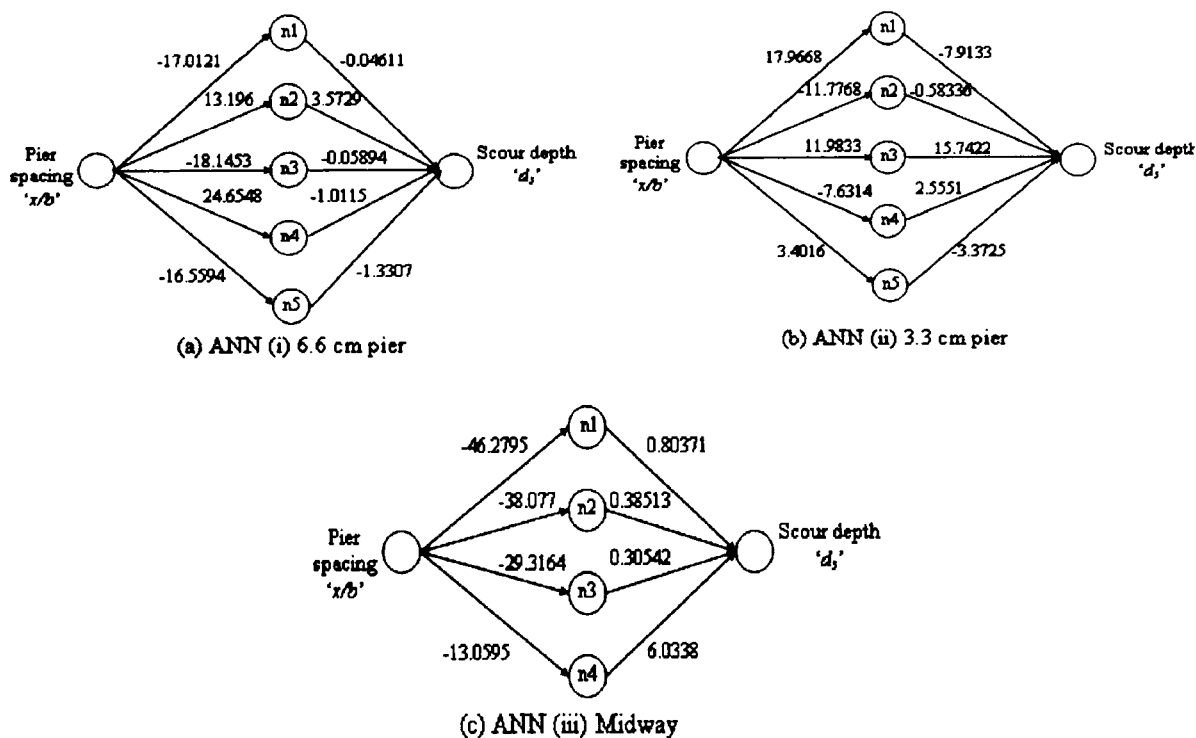 n1
-17.0121
-0.04611
13.196
n2
3.5729
Pier
spacing
‘x/b’
-18.1453
n3
-0.05894
Scour depth
‘ds’
24.6548
-1.0115
n4
-16.5594
-1.3307
n5
(a) ANN (i) 6.6 cm pier
n1
17.9668
-7.9133
-11.7768
n2
-0.58336
Pier
spacing
‘x/b’
11.9833
n3
15.7422
Scour depth
‘ds’
-7.6314
2.5551
n4
3.4016
-3.3725
n5
(b) ANN (ii) 3.3 cm pier
n1
-46.2795
0.80371
-38.077
n2
0.38513
Pier
spacing
‘x/b’
-29.3164
n3
0.30542
Scour depth
‘ds’
-13.0595
6.0338
n4
(c) ANN (iii) Midway